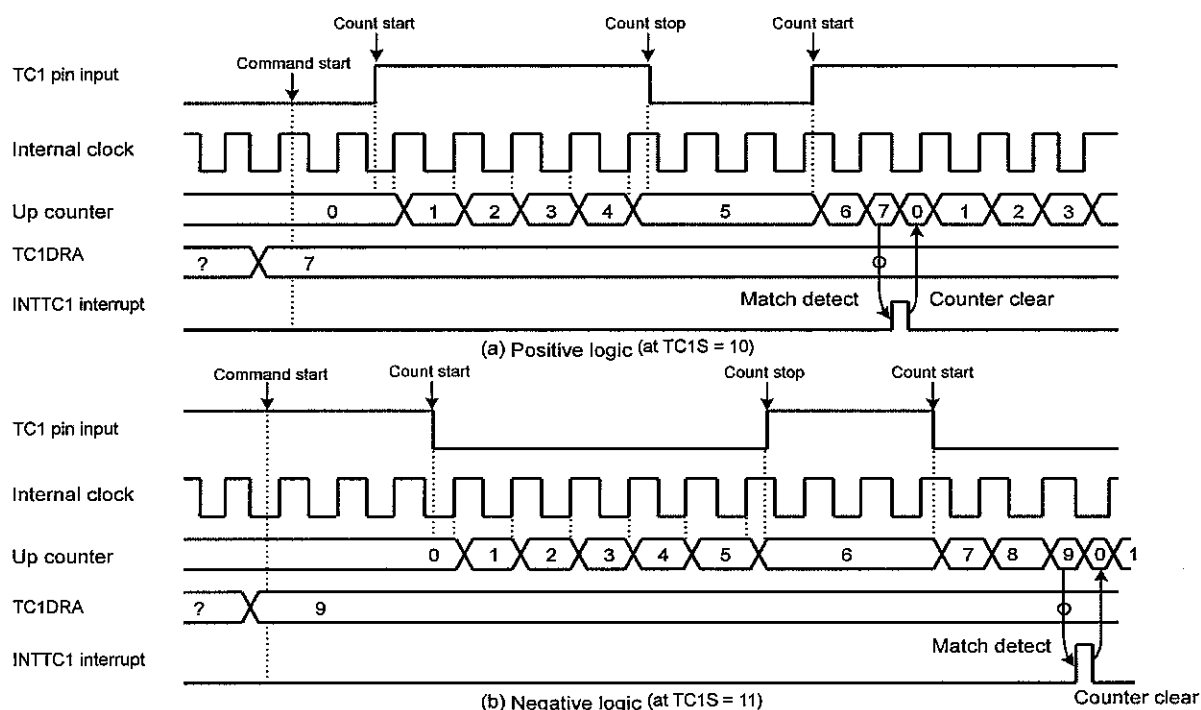 Count start Count stop Count start
Command start
TC1 pin input
Internal clock
Up counter 0 1 2 3 4 5 6 7 0 1 2 3
TC1DRA ? 7
INTTC1 interrupt Match detect Counter clear
(a) Positive logic (at TC1S = 10)
Command start Count start Count stop Count start
TC1 pin input
Internal clock
Up counter 0 1 2 3 4 5 6 7 8 9 0 1
TC1DRA ? 9
Match detect
INTTC1 interrupt
(b) Negative logic (at TC1S = 11) Counter clear